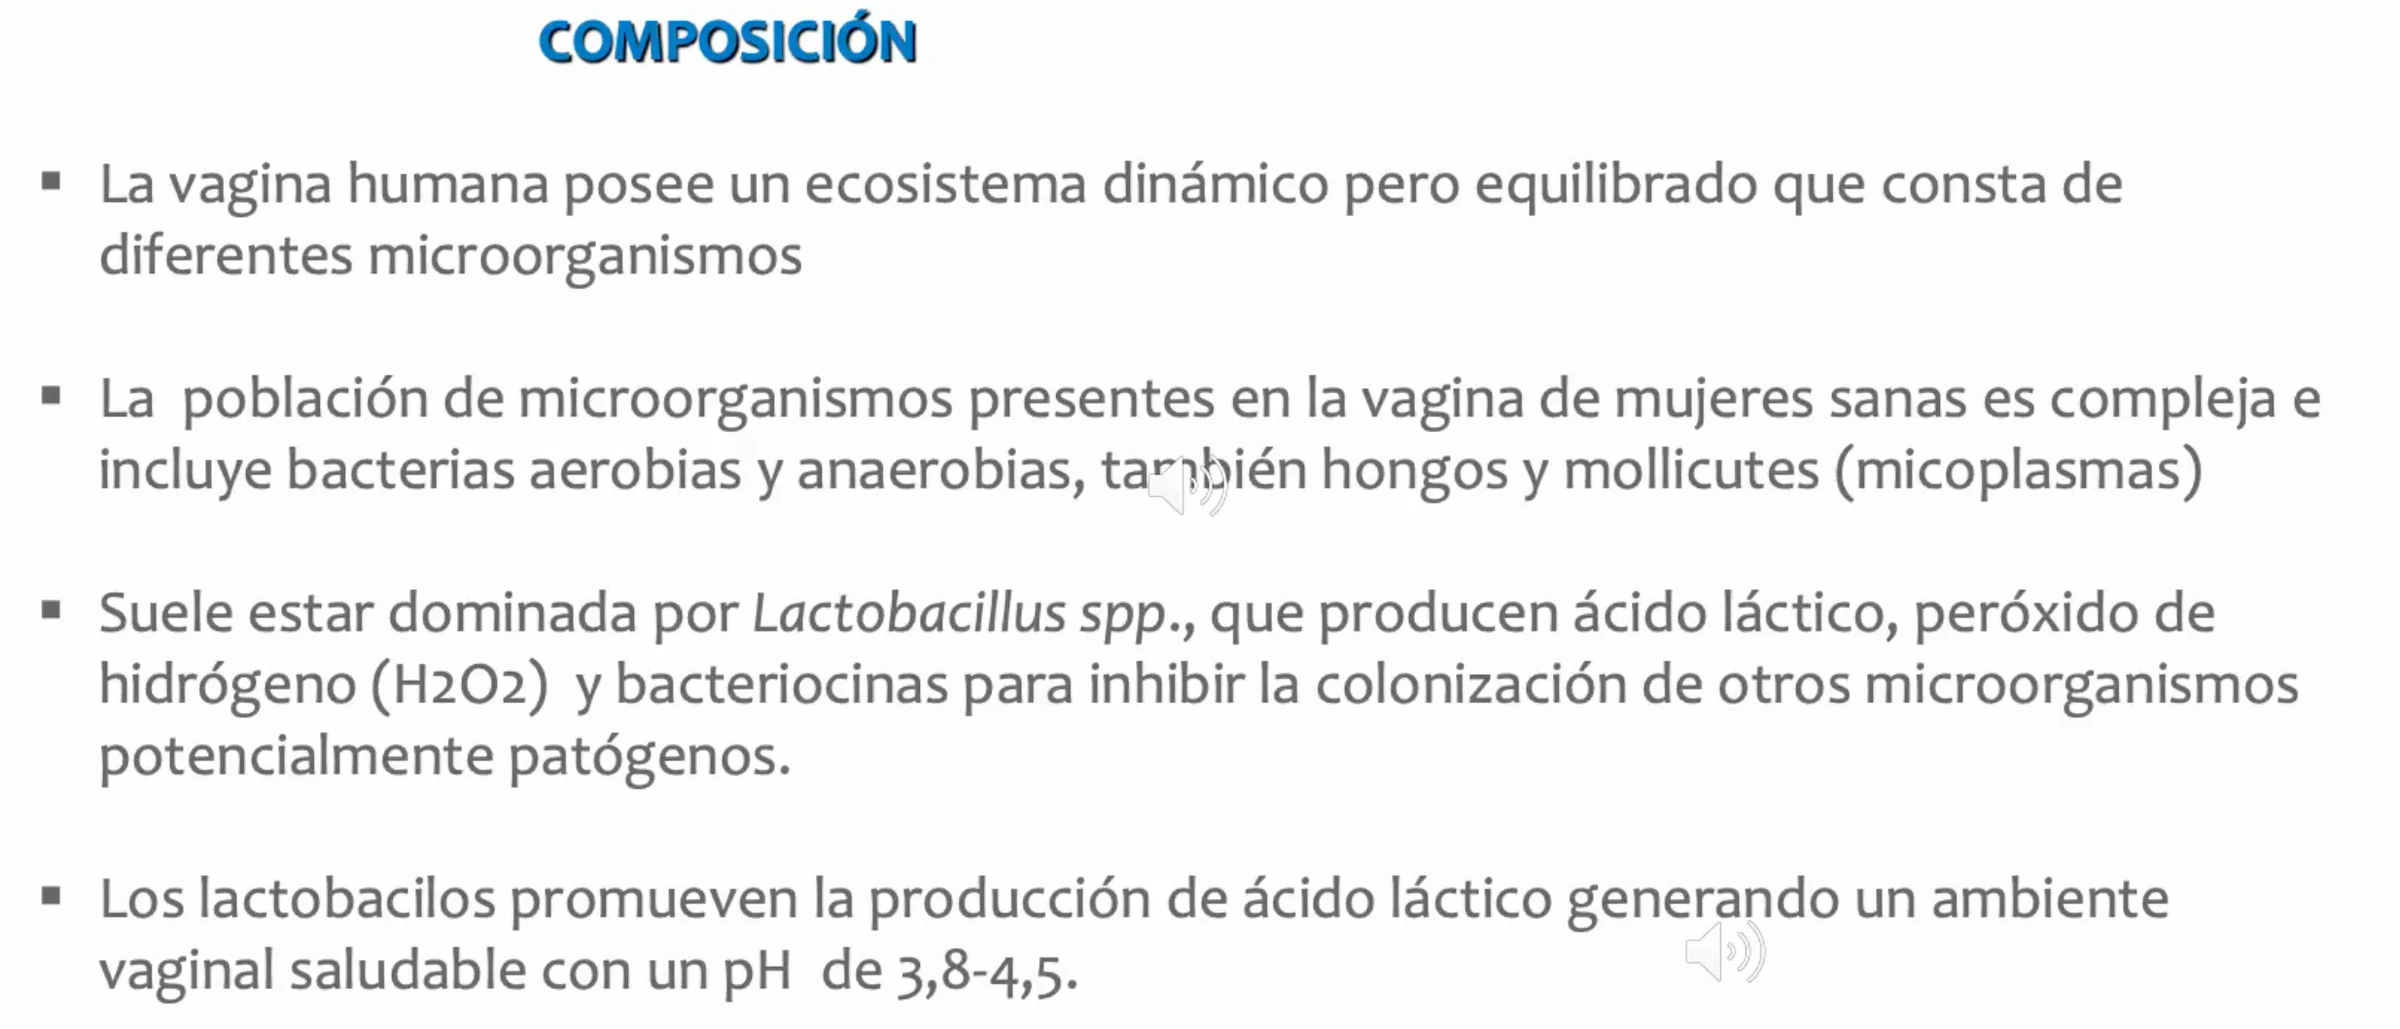 COMPOSICIÓN
▪ La vagina humana posee un ecosistema dinámico pero equilibrado que consta de
diferentes microorganismos
▪ La población de microorganismos presentes en la vagina de mujeres sanas es compleja e
incluye bacterias aerobias y anaerobias, también hongos y mollicutes (micoplasmas)
▪ Suele estar dominada por Lactobacillus spp., que producen ácido láctico, peróxido de
hidrógeno (H2O2) y bacteriocinas para inhibir la colonización de otros microorganismos
potencialmente patógenos.
▪ Los lactobacilos promueven la producción de ácido láctico generando un ambiente
vaginal saludable con un pH de 3,8-4,5.